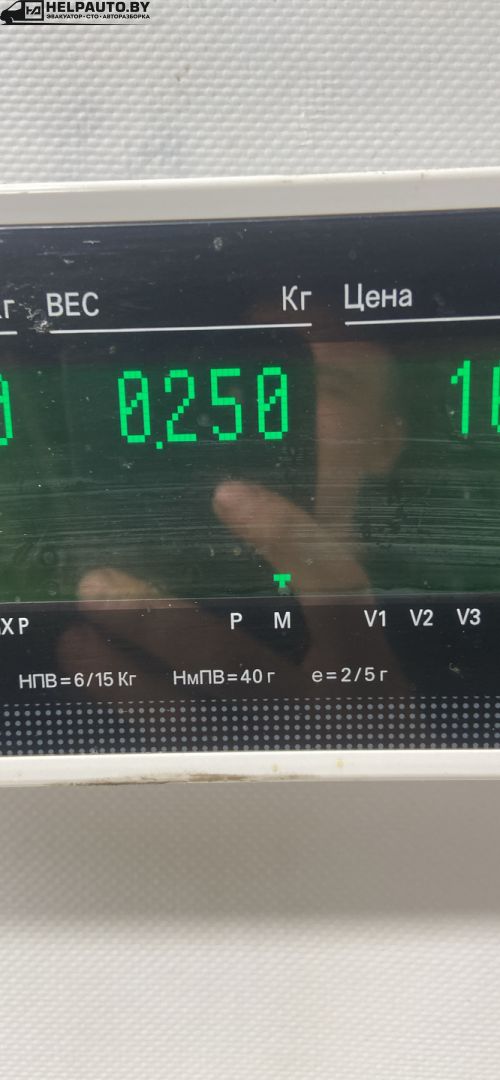 HELPAUTO.BY
ЭВАКУАТОР·СТО·АВТОРАЗБОРКА
ВЕС Кг Цена
0.250
X P P M V1 V2 V3
НПВ=6/15 Кг НмПВ=40 г e=2/5 г